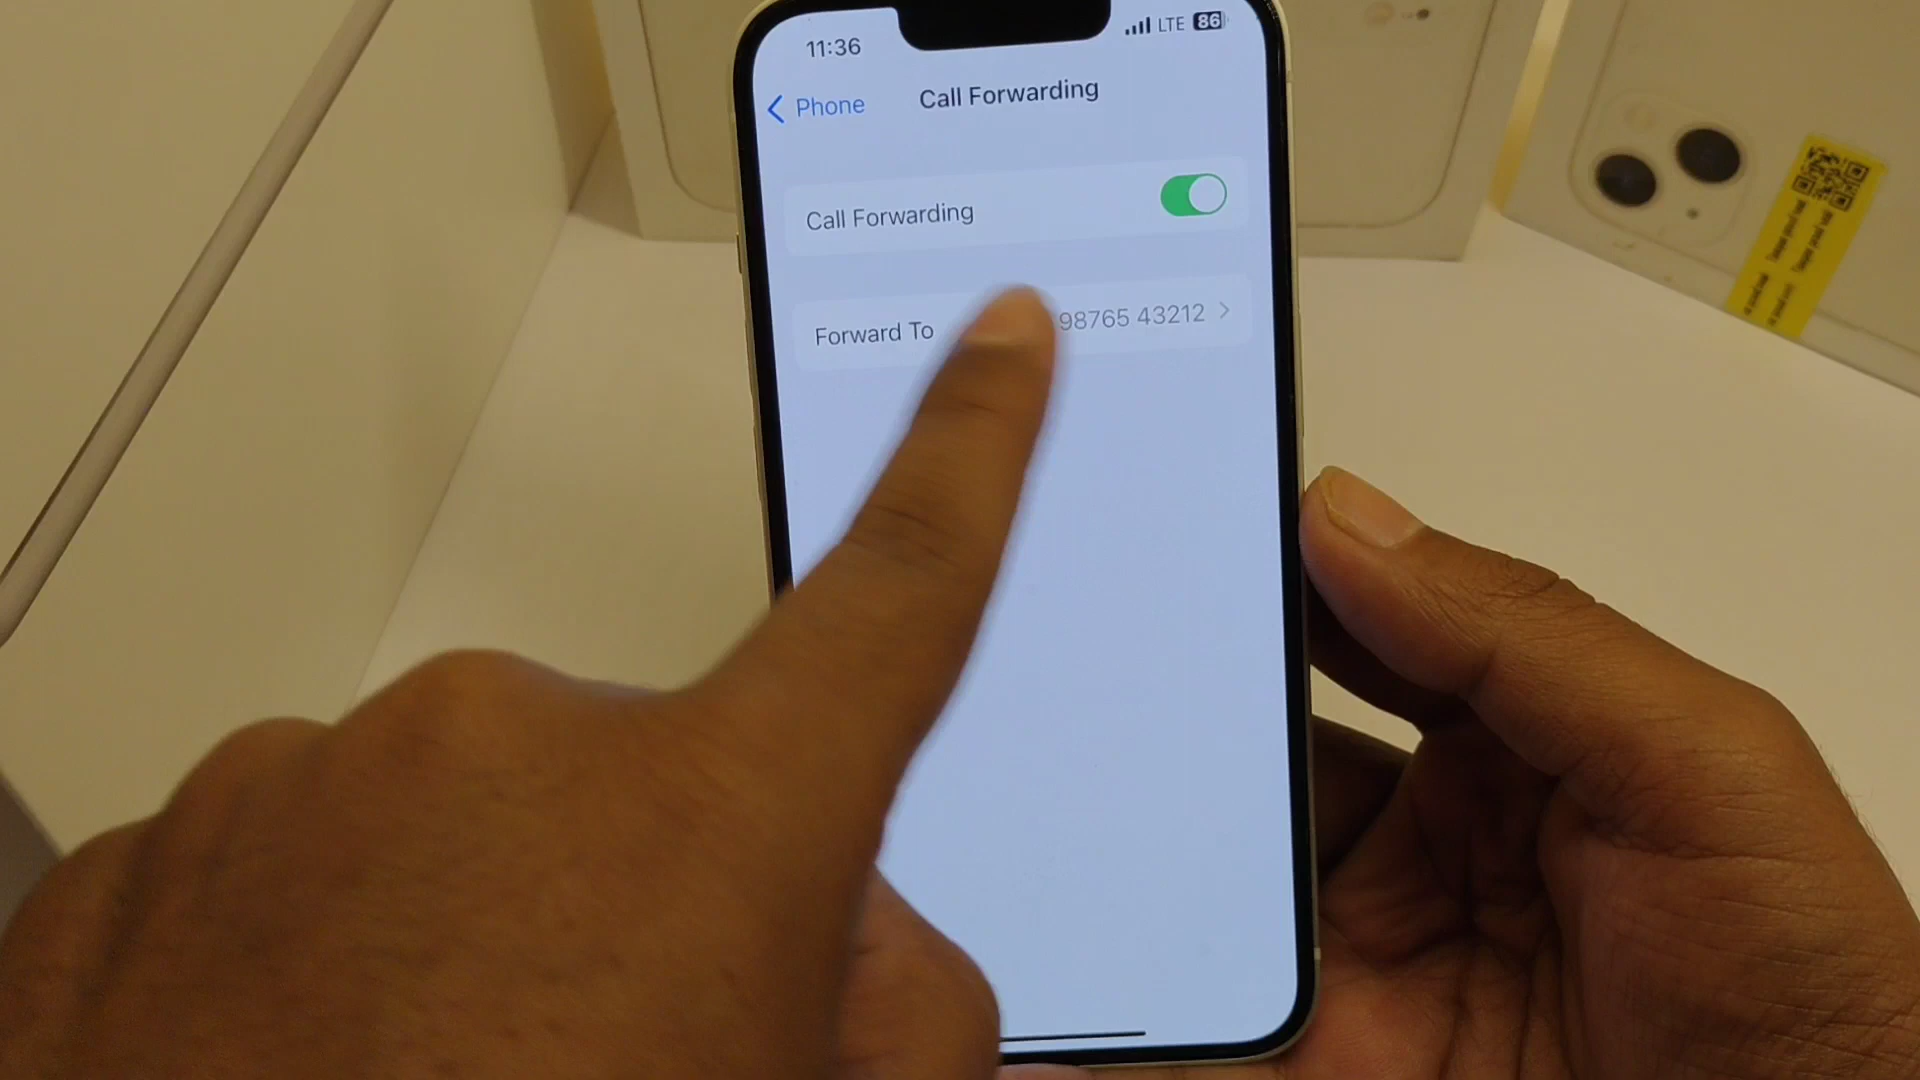 11:36
LTE 86
Phone
Call Forwarding
Call Forwarding
Forward To 98765 43212